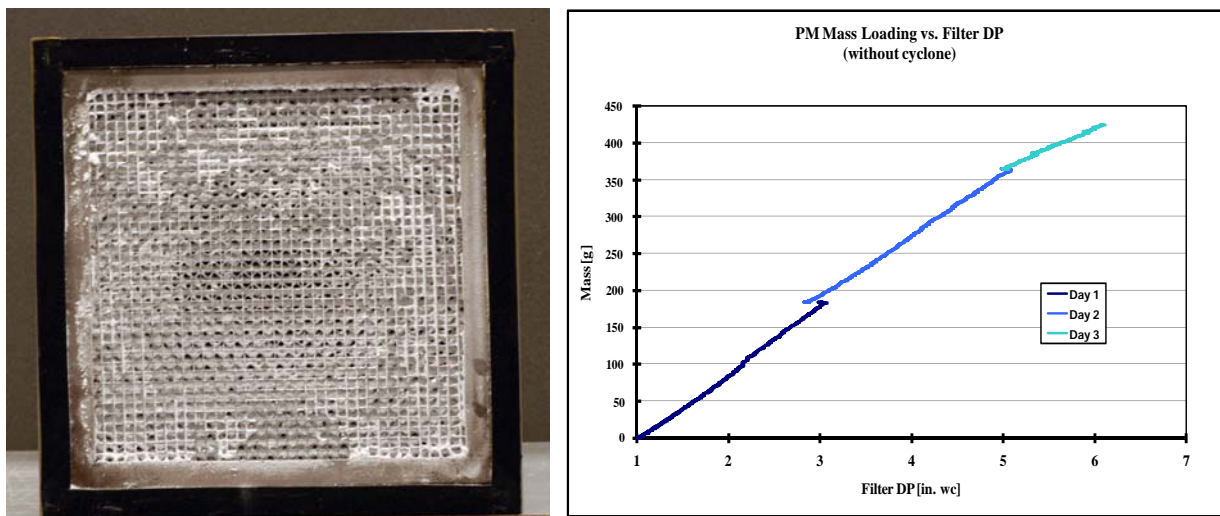 PM Mass Loading vs. Filter DP
(without cyclone)
450
400
350
300
250
200
150
100
50
0
Mass [g]
1 2 3 4 5 6 7
Filter DP [in. wc]
Day 1
Day 2
Day 3